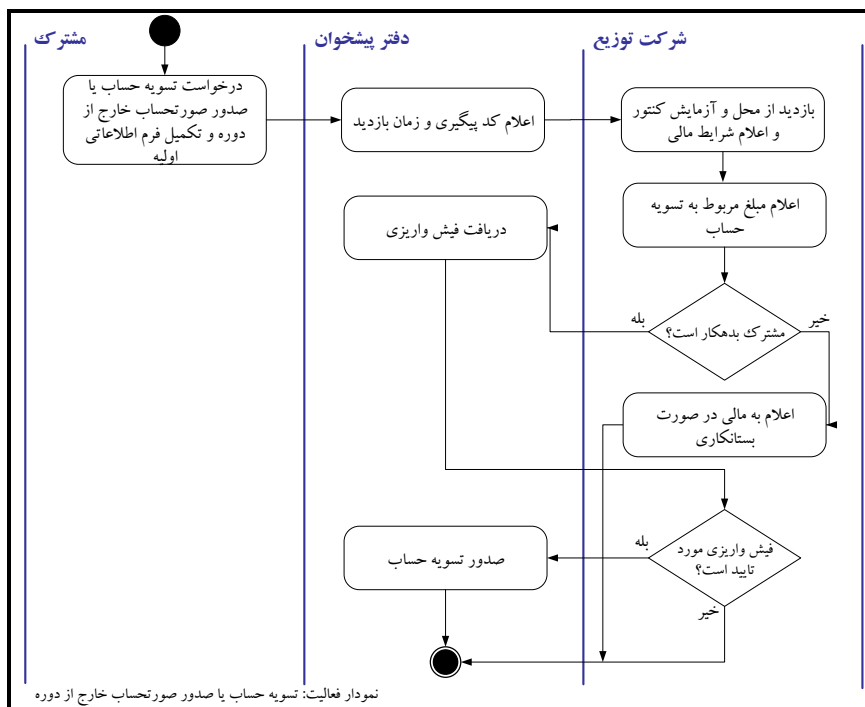 مشترك
دفتر پیشخوان
شرکت توزیع
درخواست تسویه حساب یا
صدور صورتحساب خارج از
دوره و تکمیل فرم اطلاعاتی
اولیه
اعلام کد پیگیری و زمان بازدید
بازدید از محل و آزمایش کنتور
و اعلام شرایط مالی
اعلام مبلغ مربوط به تسویه
حساب
دریافت فیش واریزی
مشترك بدهکار است؟
بله
خیر
اعلام به مالی در صورت
بستانکاری
فیش واریزی مورد
تایید است؟
بله
خیر
صدور تسویه حساب
نمودار فعالیت: تسویه حساب یا صدور صورتحساب خارج از دوره